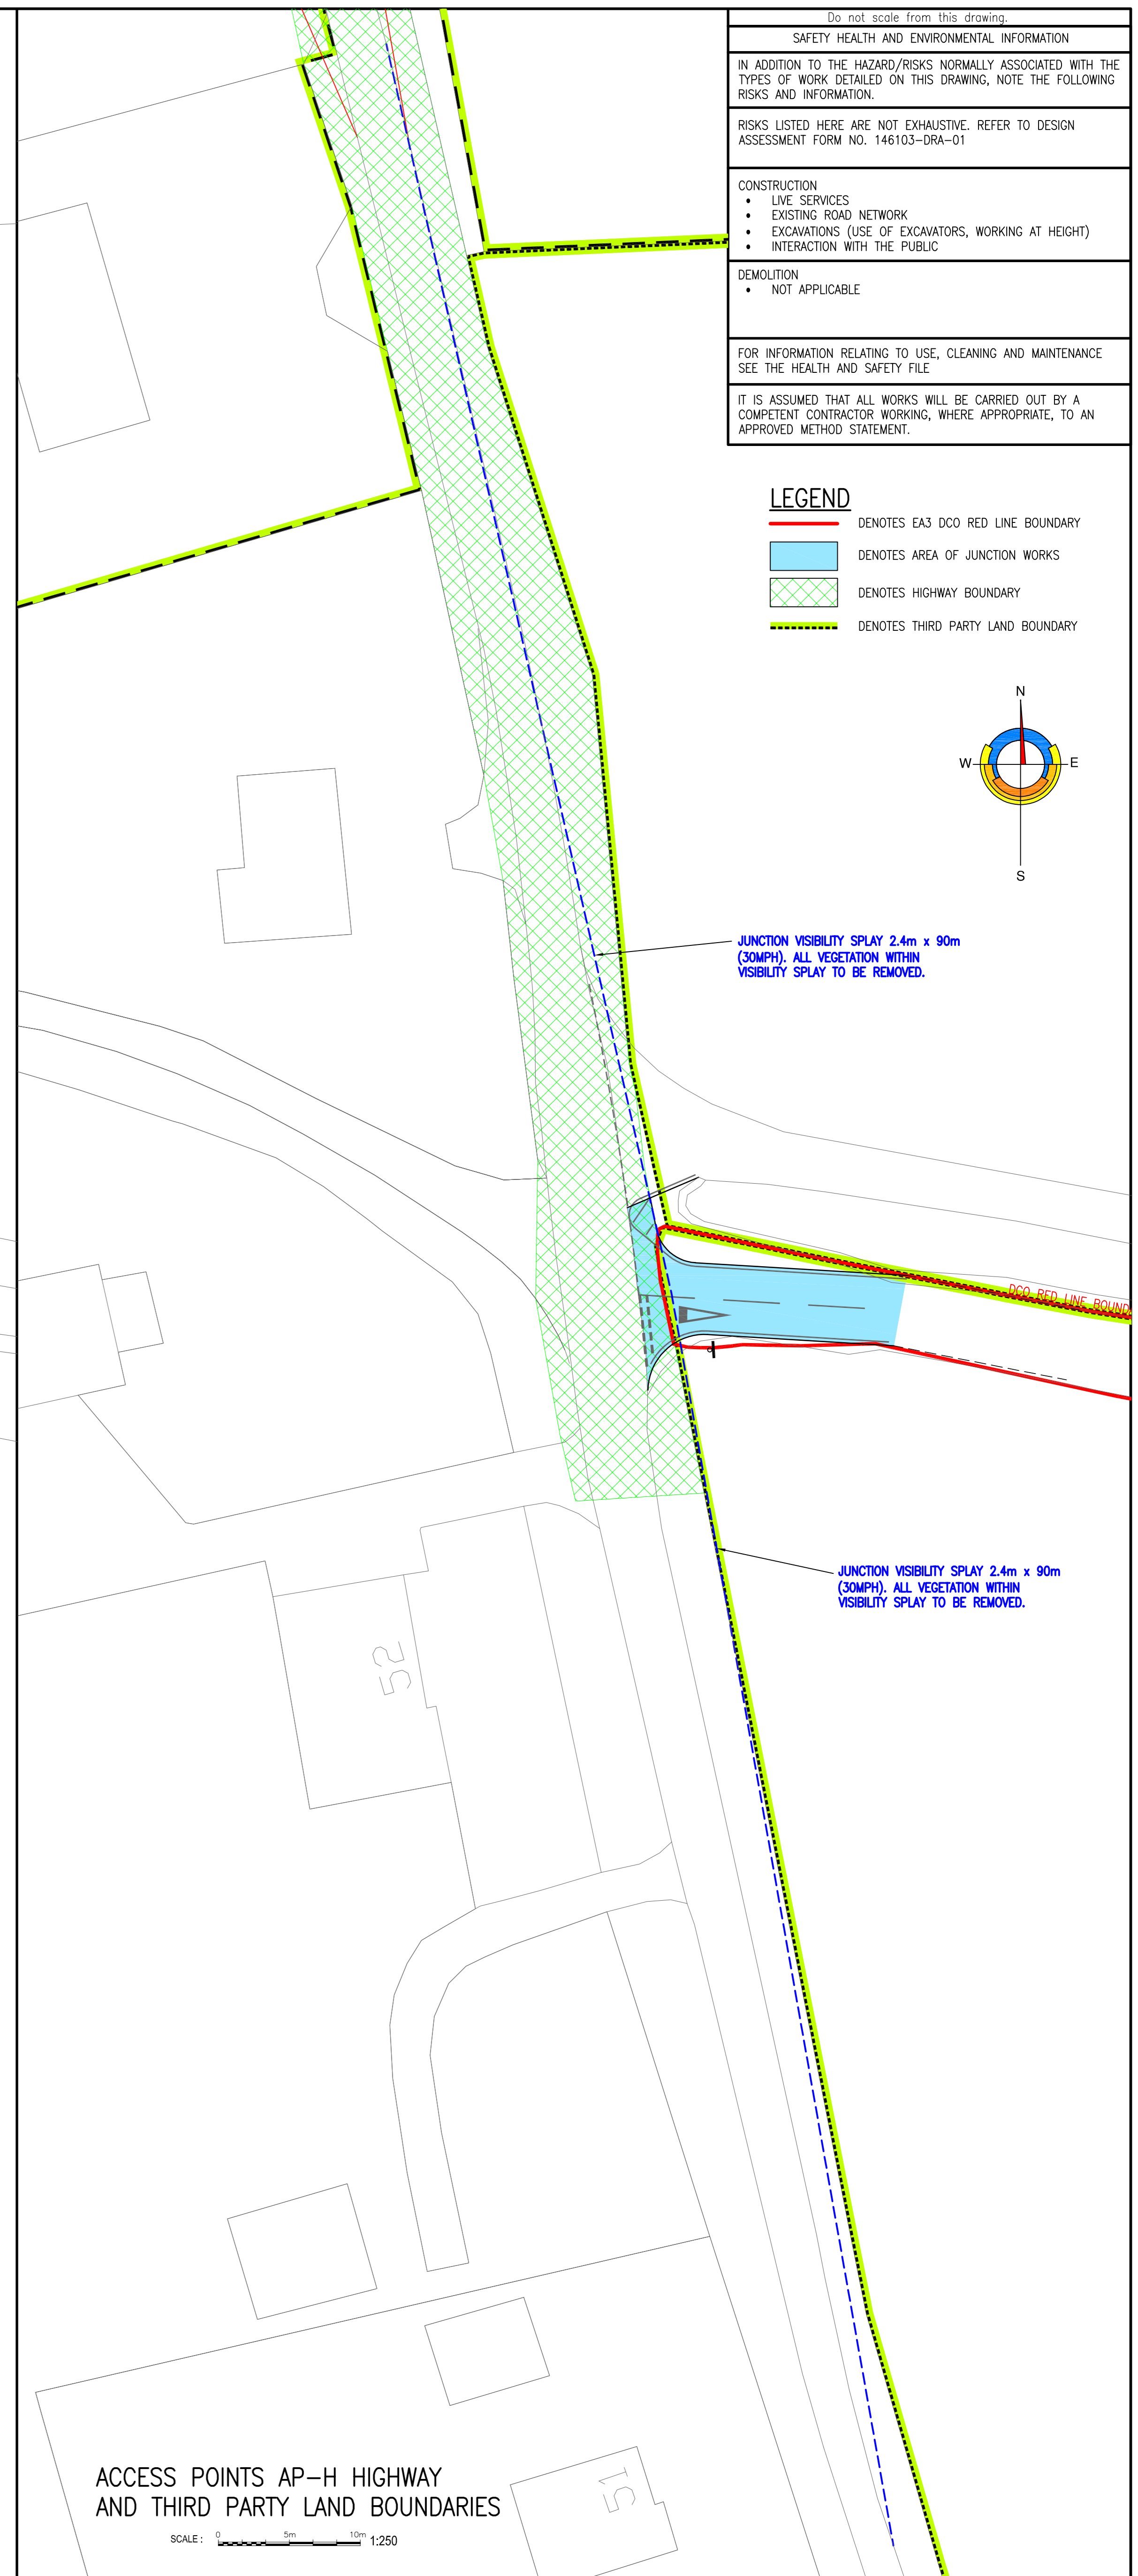 Do not scale from this drawing.
SAFETY HEALTH AND ENVIRONMENTAL INFORMATION
IN ADDITION TO THE HAZARD/RISKS NORMALLY ASSOCIATED WITH THE
TYPES OF WORK DETAILED ON THIS DRAWING, NOTE THE FOLLOWING
RISKS AND INFORMATION.
RISKS LISTED HERE ARE NOT EXHAUSTIVE. REFER TO DESIGN
ASSESSMENT FORM NO. 146103-DRA-01
CONSTRUCTION
• LIVE SERVICES
• EXISTING ROAD NETWORK
• EXCAVATIONS (USE OF EXCAVATORS, WORKING AT HEIGHT)
• INTERACTION WITH THE PUBLIC
DEMOLITION
• NOT APPLICABLE
FOR INFORMATION RELATING TO USE, CLEANING AND MAINTENANCE
SEE THE HEALTH AND SAFETY FILE
IT IS ASSUMED THAT ALL WORKS WILL BE CARRIED OUT BY A
COMPETENT CONTRACTOR WORKING, WHERE APPROPRIATE, TO AN
APPROVED METHOD STATEMENT.
LEGEND
DENOTES EA3 DCO RED LINE BOUNDARY
DENOTES AREA OF JUNCTION WORKS
DENOTES HIGHWAY BOUNDARY
DENOTES THIRD PARTY LAND BOUNDARY
N
W E
S
JUNCTION VISIBILITY SPLAY 2.4m x 90m
(30MPH). ALL VEGETATION WITHIN
VISIBILITY SPLAY TO BE REMOVED.
DCO RED LINE BOUND
JUNCTION VISIBILITY SPLAY 2.4m x 90m
(30MPH). ALL VEGETATION WITHIN
VISIBILITY SPLAY TO BE REMOVED.
52
51
ACCESS POINTS AP-H HIGHWAY
AND THIRD PARTY LAND BOUNDARIES
SCALE: 0 5m 10m 1:250